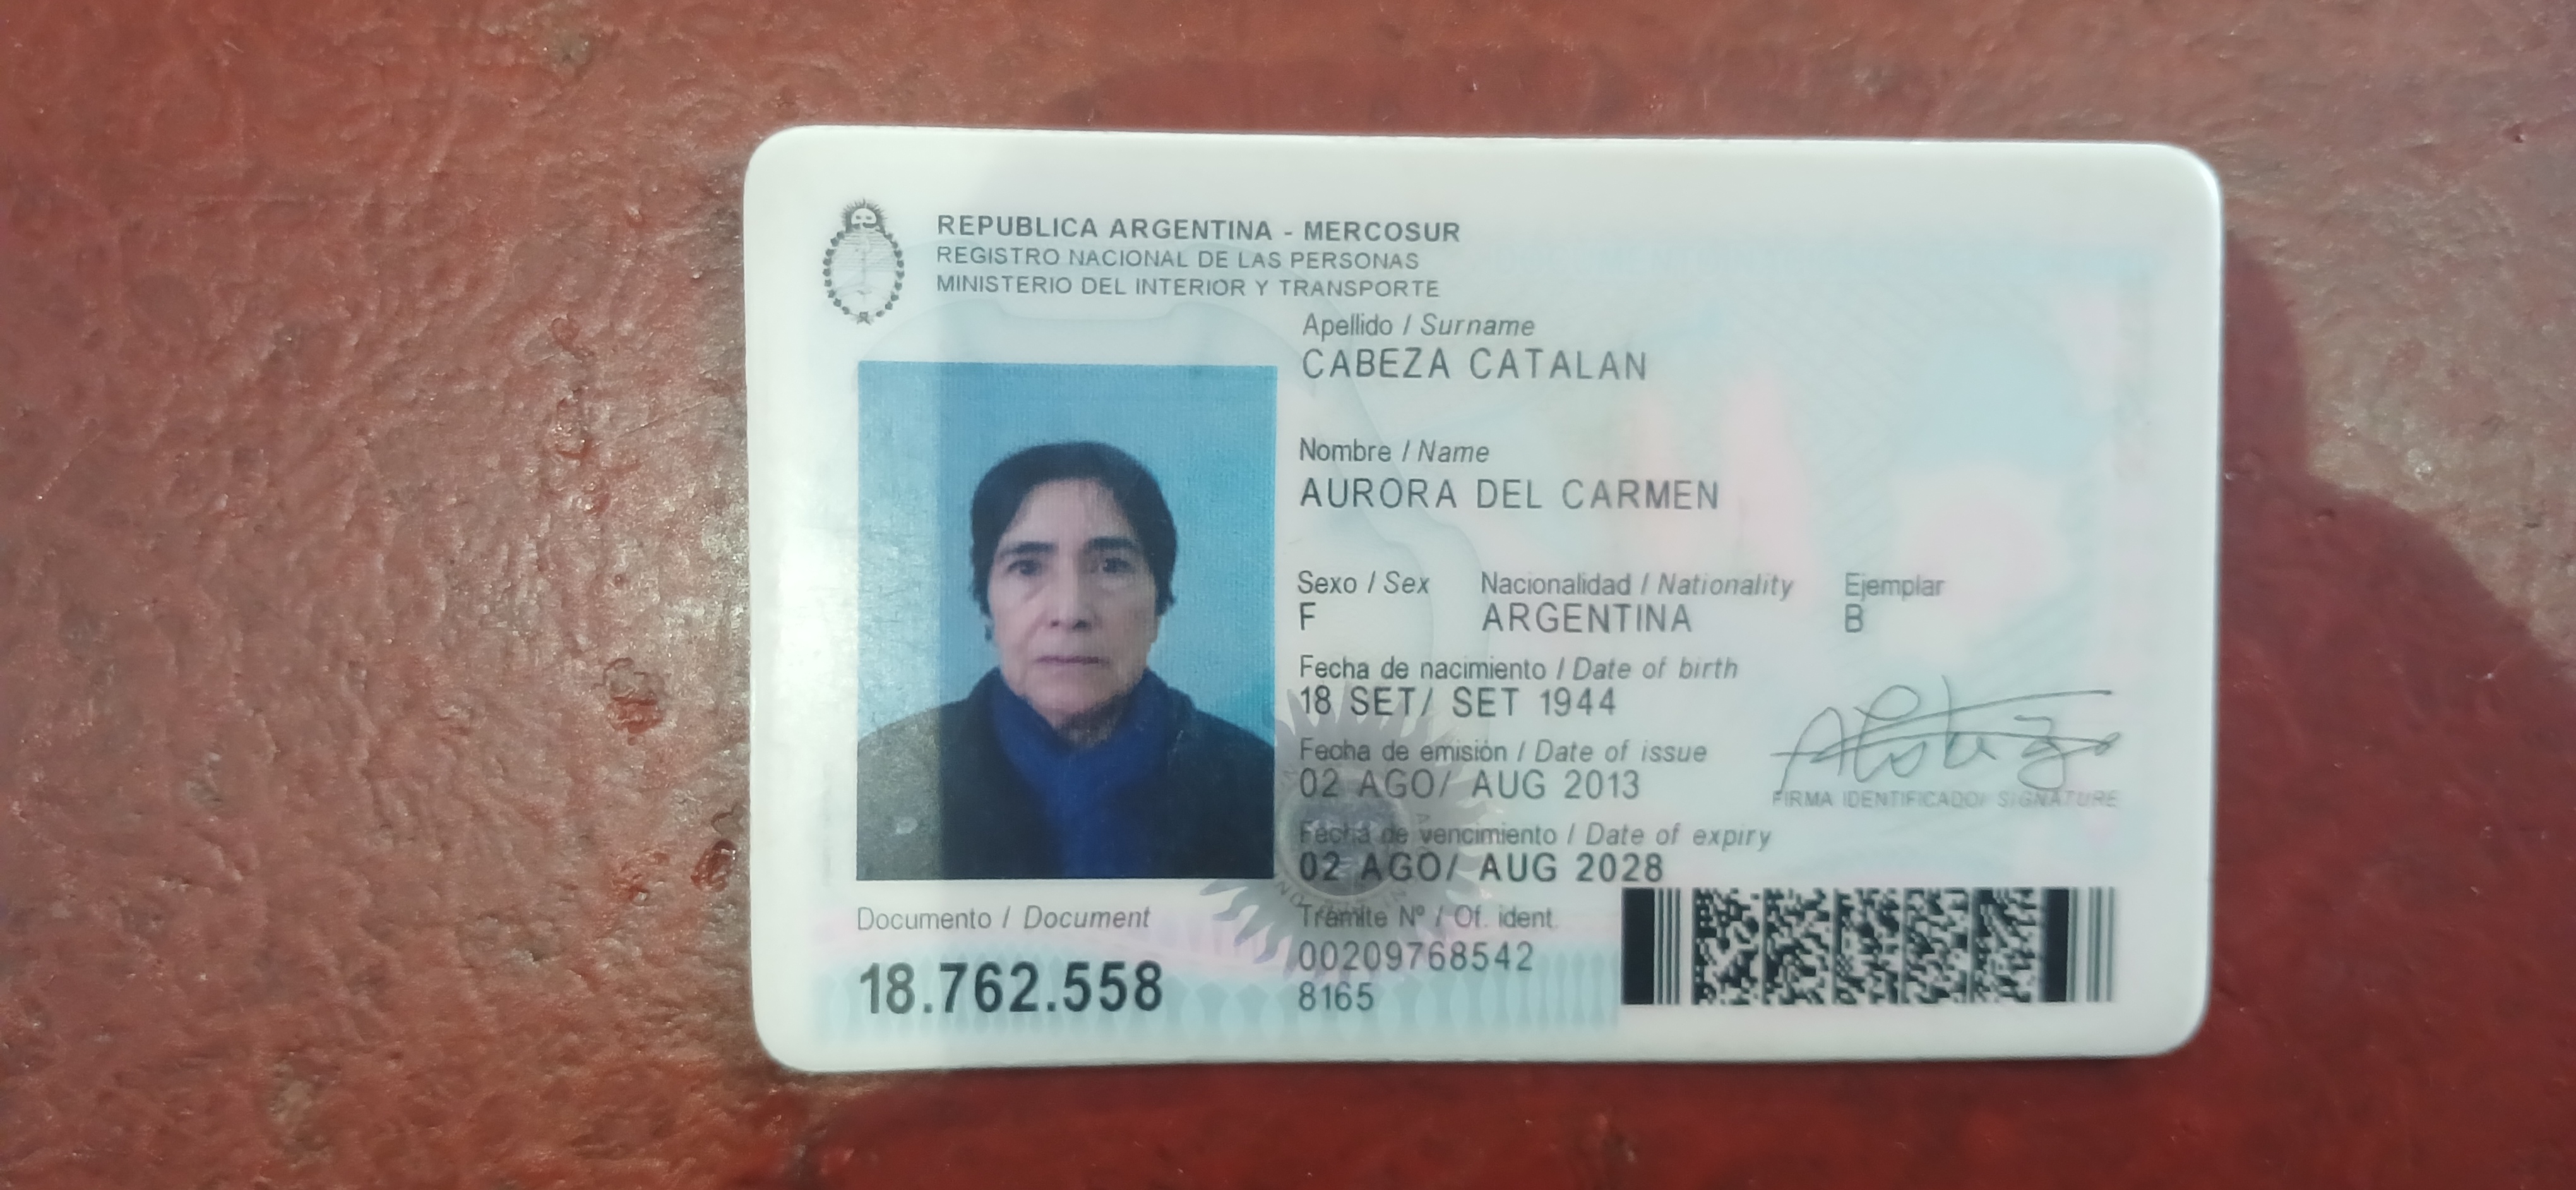 REPUBLICA ARGENTINA - MERCOSUR
REGISTRO NACIONAL DE LAS PERSONAS
MINISTERIO DEL INTERIOR Y TRANSPORTE
Apellido / Surname
CABEZA CATALAN
Nombre / Name
AURORA DEL CARMEN
Sexo / Sex Nacionalidad / Nationality Ejemplar
F ARGENTINA B
Fecha de nacimiento / Date of birth
18 SET/ SET 1944
Fecha de emisión / Date of issue
02 AGO/ AUG 2013
Fecha de vencimiento / Date of expiry
02 AGO/ AUG 2028
FIRMA IDENTIFICADO/ SIGNATURE
Documento / Document
18.762.558
Trámite Nº / Of. ident.
00209768542
8165